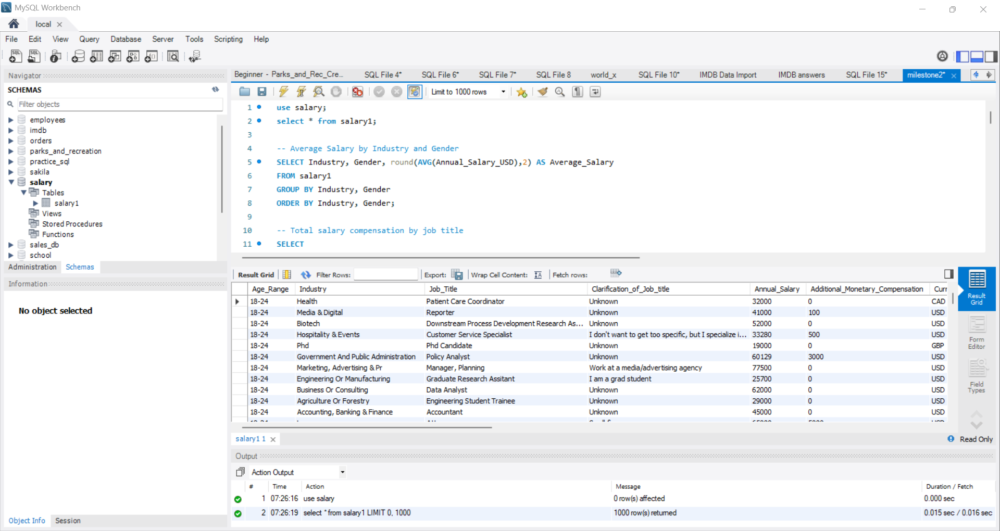 MySQL Workbench
local
File Edit View Query Database Server Tools Scripting Help
Navigator
SCHEMAS
Filter objects
employees
imdb
orders
parks_and_recreation
practice_sql
sakila
salary
Tables
salary1
Views
Stored Procedures
Functions
sales_db
school
Administration Schemas
Information
No object selected
Object Info Session
Beginner - Parks_and_Rec_Cre... SQL File 4* SQL File 6* SQL File 7* SQL File 8 world_x SQL File 10* IMDB Data Import IMDB answers SQL File 15* milestone2*
Limit to 1000 rows
1 use salary;
2 select * from salary1;
3
4 -- Average Salary by Industry and Gender
5 SELECT Industry, Gender, round(AVG(Annual_Salary_USD),2) AS Average_Salary
6 FROM salary1
7 GROUP BY Industry, Gender
8 ORDER BY Industry, Gender;
9
10 -- Total salary compensation by job title
11 SELECT
Result Grid Filter Rows: Export: Wrap Cell Content: Fetch rows:
Age_Range Industry Job_Title Clarification_of_Job_title Annual_Salary Additional_Monetary_Compensation Curr
18-24 Health Patient Care Coordinator Unknown 32000 0 CAD
18-24 Media & Digital Reporter Unknown 41000 100 USD
18-24 Biotech Downstream Process Development Research As... Unknown 52000 0 USD
18-24 Hospitality & Events Customer Service Specialist I don't want to get too specific, but I specialize i... 33280 500 USD
18-24 Phd Phd Candidate Unknown 19000 0 GBP
18-24 Government And Public Administration Policy Analyst Unknown 60129 3000 USD
18-24 Marketing, Advertising & Pr Manager, Planning Work at a media/advertising agency 77500 0 USD
18-24 Engineering Or Manufacturing Graduate Research Assitant I am a grad student 25700 0 USD
18-24 Business Or Consulting Data Analyst Unknown 62000 0 USD
18-24 Agriculture Or Forestry Engineering Student Trainee Unknown 29000 0 USD
18-24 Accounting, Banking & Finance Accountant Unknown 45000 0 USD
Result Grid
Form Editor
Field Types
salary1 1
Read Only
Output
Action Output
# Time Action Message Duration / Fetch
1 07:26:16 use salary 0 row(s) affected 0.000 sec
2 07:26:19 select * from salary1 LIMIT 0, 1000 1000 row(s) returned 0.015 sec / 0.016 sec